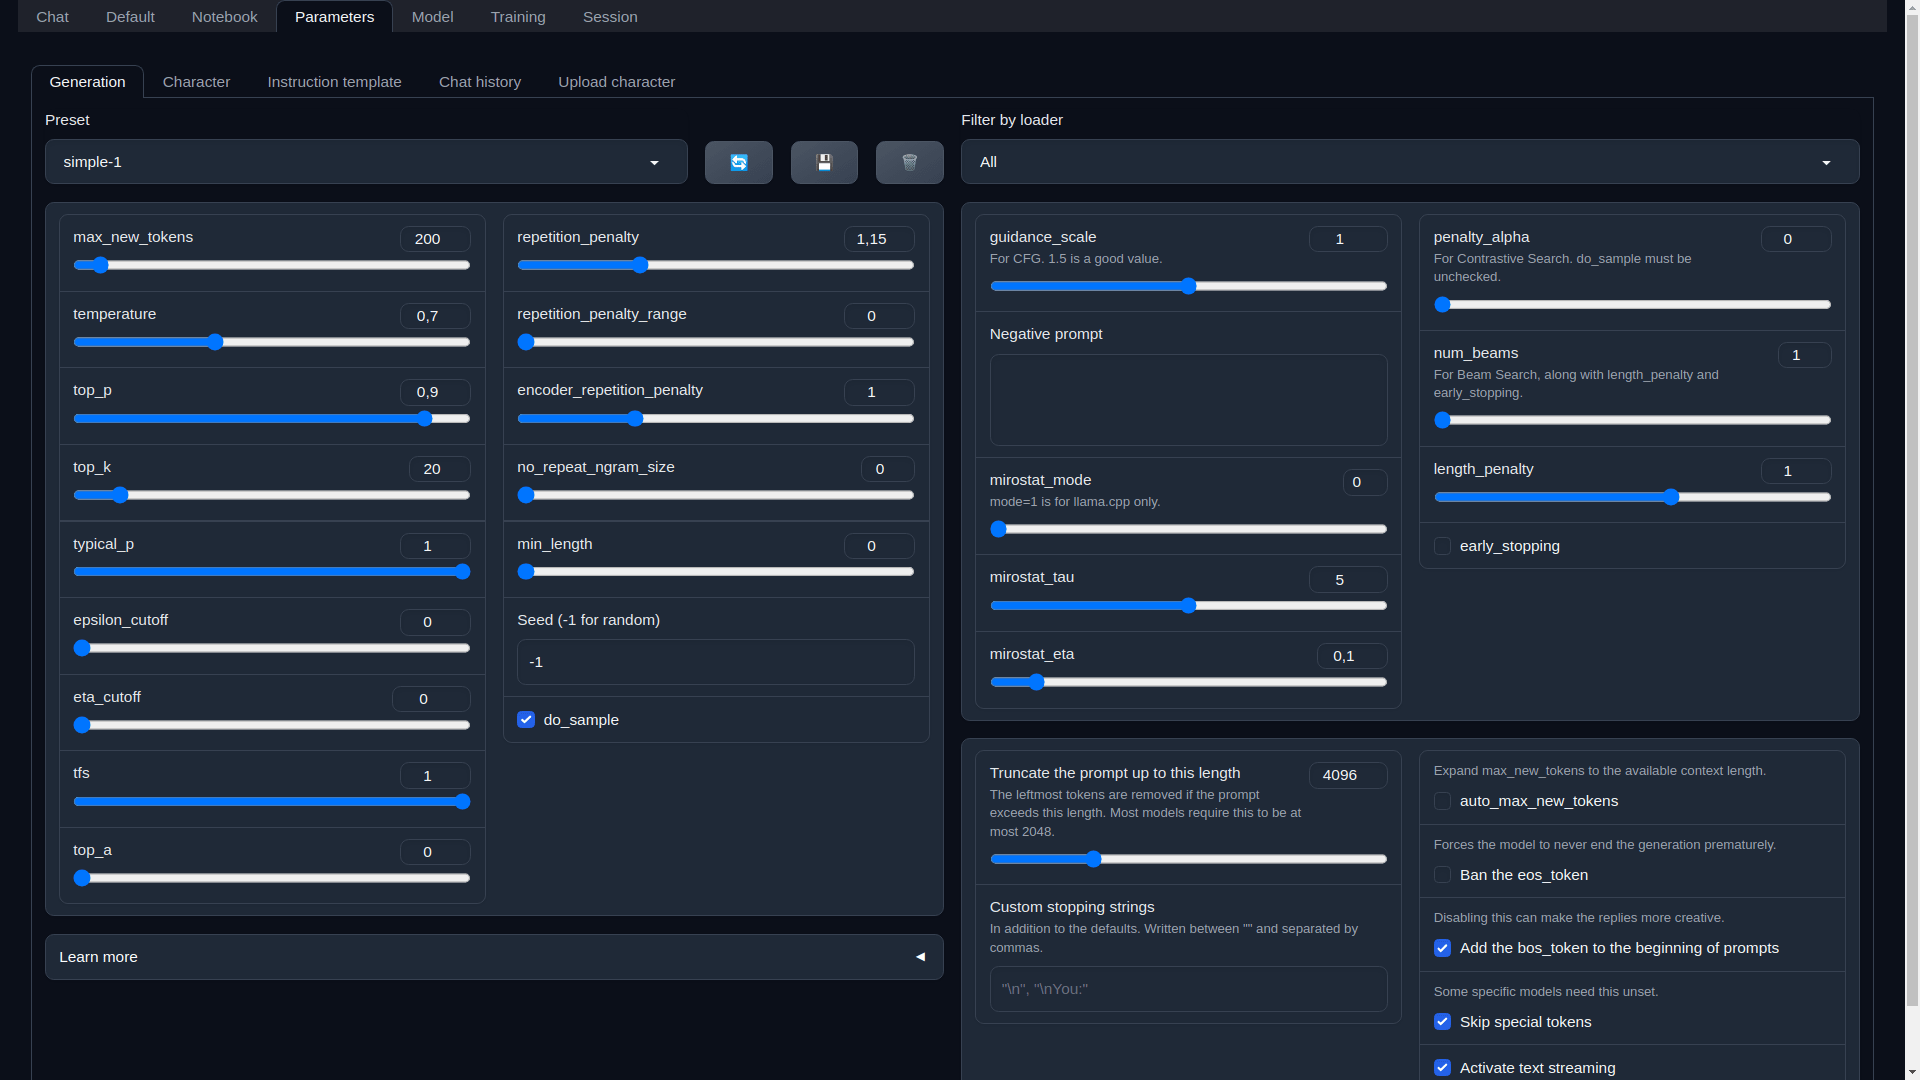 Chat Default Notebook Parameters Model Training Session
Generation Character Instruction template Chat history Upload character
Preset
simple-1
max_new_tokens 200
temperature 0,7
top_p 0,9
top_k 20
typical_p 1
epsilon_cutoff 0
eta_cutoff 0
tfs 1
top_a 0
repetition_penalty 1,15
repetition_penalty_range 0
encoder_repetition_penalty 1
no_repeat_ngram_size 0
min_length 0
Seed (-1 for random)
-1
do_sample
Learn more
Filter by loader
All
guidance_scale 1
For CFG. 1.5 is a good value.
Negative prompt
mirostat_mode 0
mode=1 is for llama.cpp only.
mirostat_tau 5
mirostat_eta 0,1
penalty_alpha 0
For Contrastive Search. do_sample must be
unchecked.
num_beams 1
For Beam Search, along with length_penalty and
early_stopping.
length_penalty 1
early_stopping
Truncate the prompt up to this length 4096
The leftmost tokens are removed if the prompt
exceeds this length. Most models require this to be at
most 2048.
Custom stopping strings
In addition to the defaults. Written between "" and separated by
commas.
"\n", "\nYou:"
Expand max_new_tokens to the available context length.
auto_max_new_tokens
Forces the model to never end the generation prematurely.
Ban the eos_token
Disabling this can make the replies more creative.
Add the bos_token to the beginning of prompts
Some specific models need this unset.
Skip special tokens
Activate text streaming